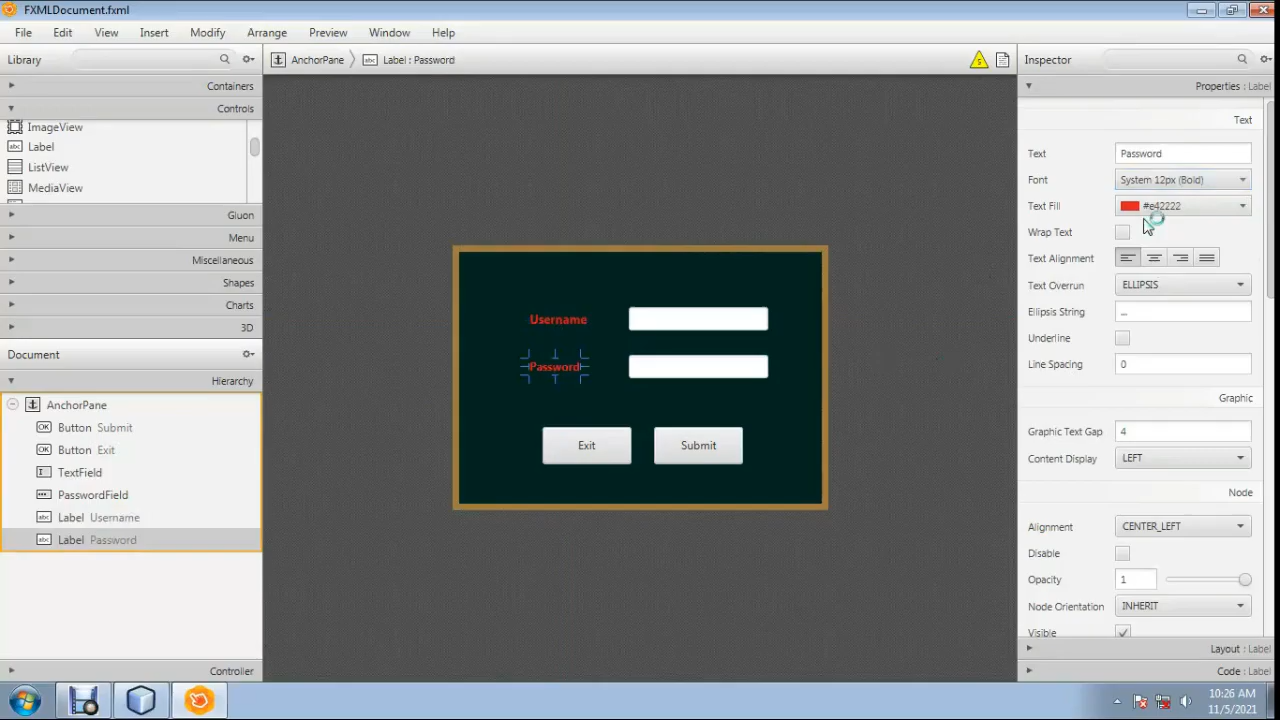 FXMLDocument.fxml
File Edit View Insert Modify Arrange Preview Window Help
Library
AnchorPane
Label : Password
Inspector
Containers
Controls
ImageView
Label
ListView
MediaView
Gluon
Menu
Miscellaneous
Shapes
Charts
3D
Document
Hierarchy
AnchorPane
Button Submit
Button Exit
TextField
PasswordField
Label Username
Label Password
Controller
Username
Password
Exit
Submit
Properties : Label
Text
Text Password
Font System 12px (Bold)
Text Fill #e42222
Wrap Text
Text Alignment
Text Overrun ELLIPSIS
Ellipsis String ...
Underline
Line Spacing 0
Graphic
Graphic Text Gap 4
Content Display LEFT
Node
Alignment CENTER_LEFT
Disable
Opacity 1
Node Orientation INHERIT
Visible
Layout : Label
Code : Label
10:26 AM
11/5/2021